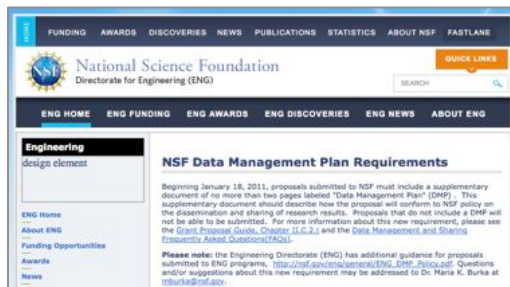 HOME
FUNDING AWARDS DISCOVERIES NEWS PUBLICATIONS STATISTICS ABOUT NSF FASTLANE
NSF
National Science Foundation
Directorate for Engineering (ENG)
QUICK LINKS
SEARCH
ENG HOME ENG FUNDING ENG AWARDS ENG DISCOVERIES ENG NEWS ABOUT ENG
Engineering
design element
ENG Home
About ENG
Funding Opportunities
Awards
News
NSF Data Management Plan Requirements
Beginning January 18, 2011, proposals submitted to NSF must include a supplementary
document of no more than two pages labeled "Data Management Plan" (DMP) . This
supplementary document should describe how the proposal will conform to NSF policy on
the dissemination and sharing of research results. Proposals that do not include a DMP will
not be able to be submitted. For more information about this new requirement, please see
the Grant Proposal Guide, Chapter II.C.2.j and the Data Management and Sharing
Frequently Asked Questions(FAQs).
Please note: the Engineering Directorate (ENG) has additional guidance for proposals
submitted to ENG programs, http://nsf.gov/eng/general/ENG_DMP_Policy.pdf. Questions
and/or suggestions about this new requirement may be addressed to Dr. Maria K. Burka at
mburka@nsf.gov.